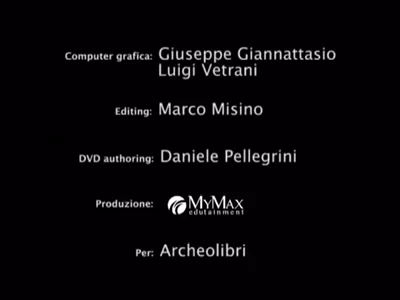 Computer grafica: Giuseppe Giannattasio
Luigi Vetrani
Editing: Marco Misino
DVD authoring: Daniele Pellegrini
Produzione: MyMax
edutainment
Per: Archeolibri